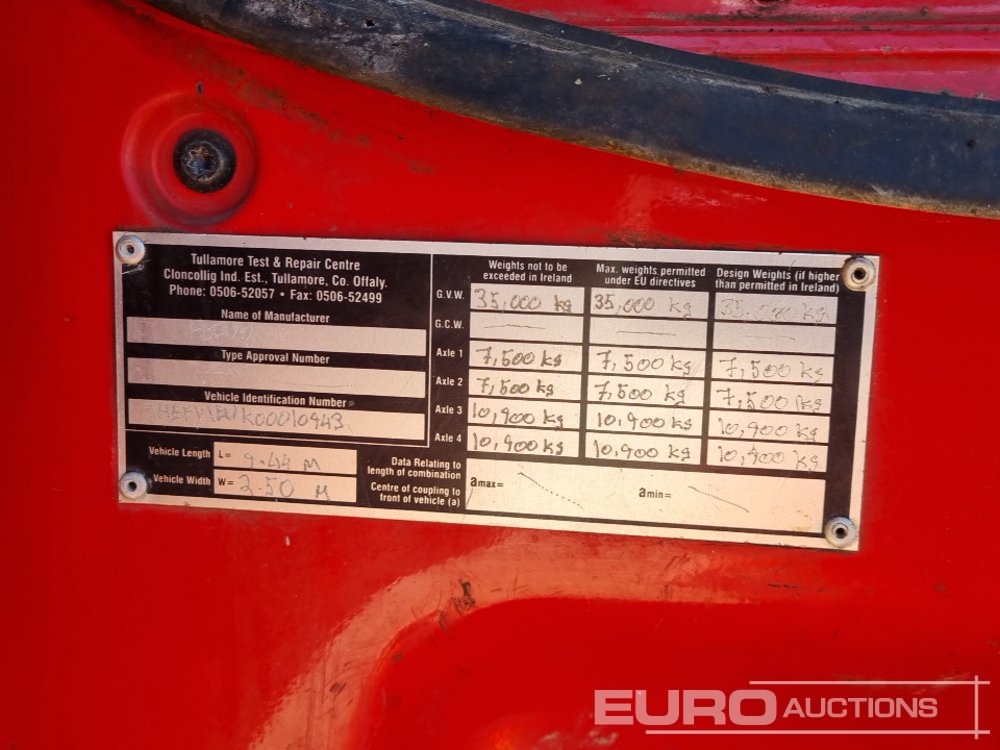 Tullamore Test & Repair Centre
Cloncollig Ind. Est., Tullamore, Co. Offaly.
Phone: 0506-52057 • Fax: 0506-52499
Name of Manufacturer
Type Approval Number
Vehicle Identification Number
Vehicle Length L= 9.44 M
Vehicle Width W= 2.50 M
Weights not to be exceeded in Ireland
Max. weights permitted under EU directives
Design Weights (if higher than permitted in Ireland)
G.V.W. 35,000 kg 35,000 kg 35,000 kg
G.C.W.
Axle 1 7,500 kg 7,500 kg 7,500 kg
Axle 2 7,500 kg 7,500 kg 7,500 kg
Axle 3 10,900 kg 10,900 kg 10,900 kg
Axle 4 10,900 kg 10,900 kg 10,900 kg
Data Relating to length of combination
Centre of coupling to front of vehicle (a)
amax=
amin=
EURO AUCTIONS